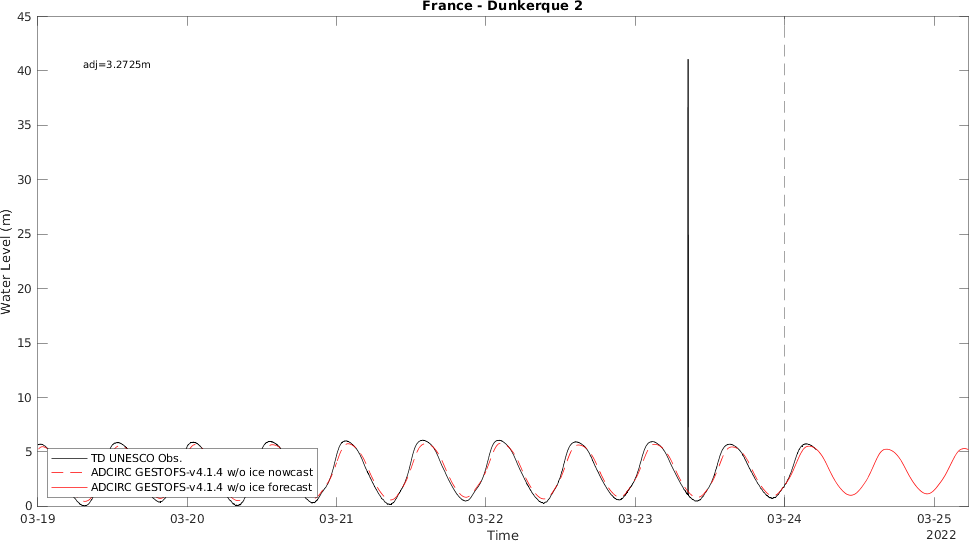 France - Dunkerque 2
45
40
35
30
25
20
15
10
5
0
Water Level (m)
adj=3.2725m
TD UNESCO Obs.
ADCIRC GESTOFS-v4.1.4 w/o ice nowcast
ADCIRC GESTOFS-v4.1.4 w/o ice forecast
03-19 03-20 03-21 03-22 03-23 03-24 03-25
Time
2022